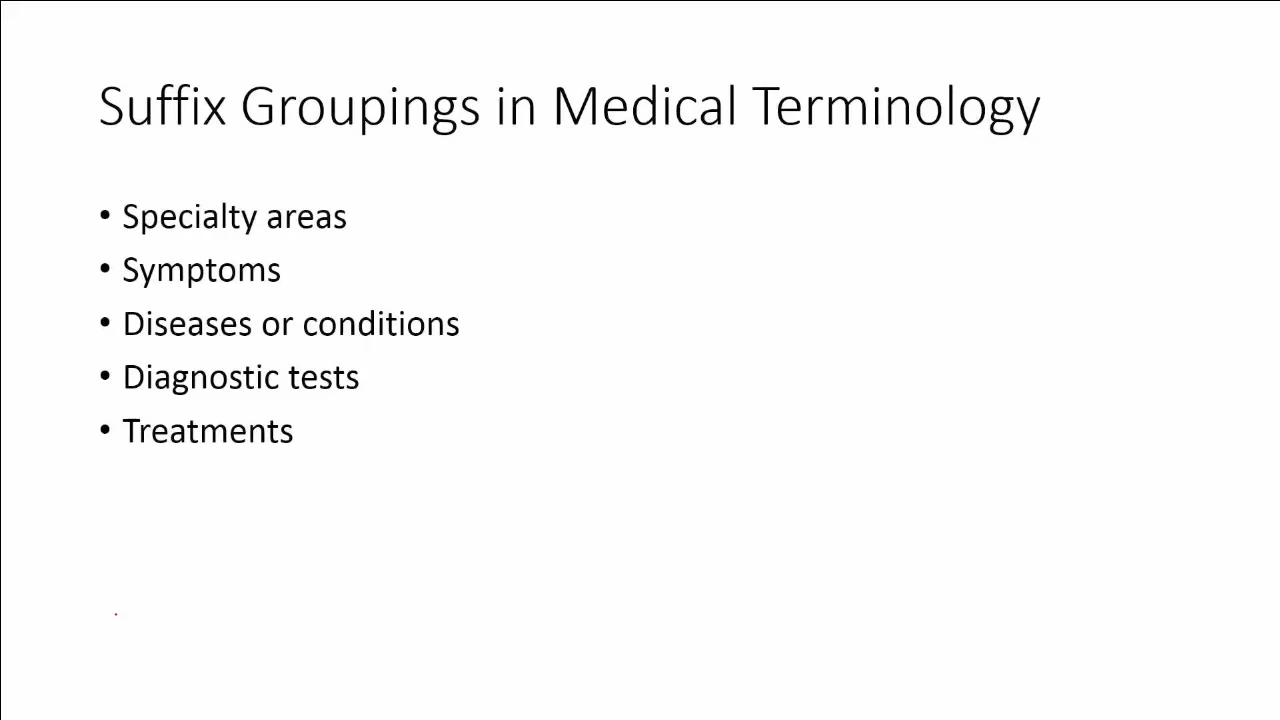 Suffix Groupings in Medical Terminology
• Specialty areas
• Symptoms
• Diseases or conditions
• Diagnostic tests
• Treatments